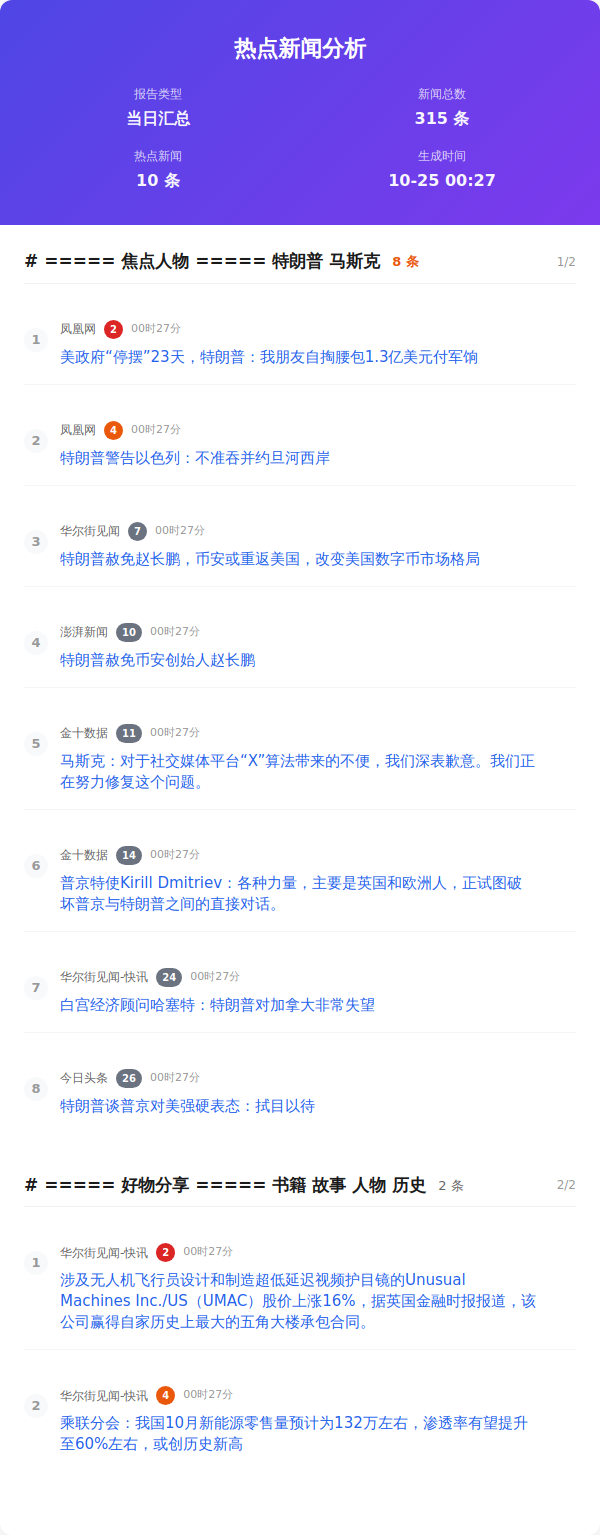 热点新闻分析
报告类型
新闻总数
当日汇总
315 条
热点新闻
生成时间
10 条
10-25 00:27
# ===== 焦点人物 ===== 特朗普 马斯克 8 条 1/2
1
凤凰网 2 00时27分
美政府“停摆”23天，特朗普：我朋友自掏腰包1.3亿美元付军饷
2
凤凰网 4 00时27分
特朗普警告以色列：不准吞并约旦河西岸
3
华尔街见闻 7 00时27分
特朗普赦免赵长鹏，币安或重返美国，改变美国数字币市场格局
4
澎湃新闻 10 00时27分
特朗普赦免币安创始人赵长鹏
5
金十数据 11 00时27分
马斯克：对于社交媒体平台“X”算法带来的不便，我们深表歉意。我们正
在努力修复这个问题。
6
金十数据 14 00时27分
普京特使Kirill Dmitriev：各种力量，主要是英国和欧洲人，正试图破
坏普京与特朗普之间的直接对话。
7
华尔街见闻-快讯 24 00时27分
白宫经济顾问哈塞特：特朗普对加拿大非常失望
8
今日头条 26 00时27分
特朗普谈普京对美强硬表态：拭目以待
# ===== 好物分享 ===== 书籍 故事 人物 历史 2 条 2/2
1
华尔街见闻-快讯 2 00时27分
涉及无人机飞行员设计和制造超低延迟视频护目镜的Unusual
Machines Inc./US（UMAC）股价上涨16%，据英国金融时报报道，该
公司赢得自家历史上最大的五角大楼承包合同。
2
华尔街见闻-快讯 4 00时27分
乘联分会：我国10月新能源零售量预计为132万左右，渗透率有望提升
至60%左右，或创历史新高